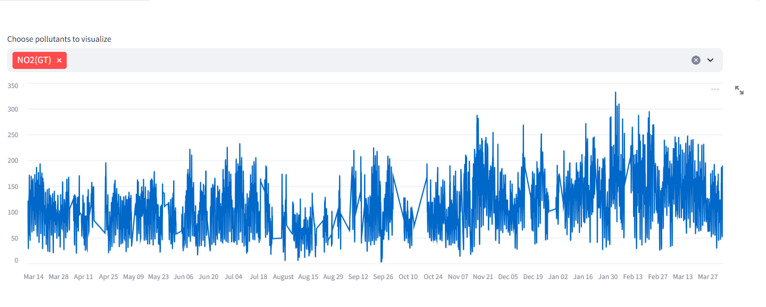 Choose pollutants to visualize
NO2(GT) ×
350
300
250
200
150
100
50
0
Mar 14 Mar 28 Apr 11 Apr 25 May 09 May 23 Jun 06 Jun 20 Jul 04 Jul 18 August Aug 15 Aug 29 Sep 12 Sep 26 Oct 10 Oct 24 Nov 07 Nov 21 Dec 05 Dec 19 Jan 02 Jan 16 Jan 30 Feb 13 Feb 27 Mar 13 Mar 27